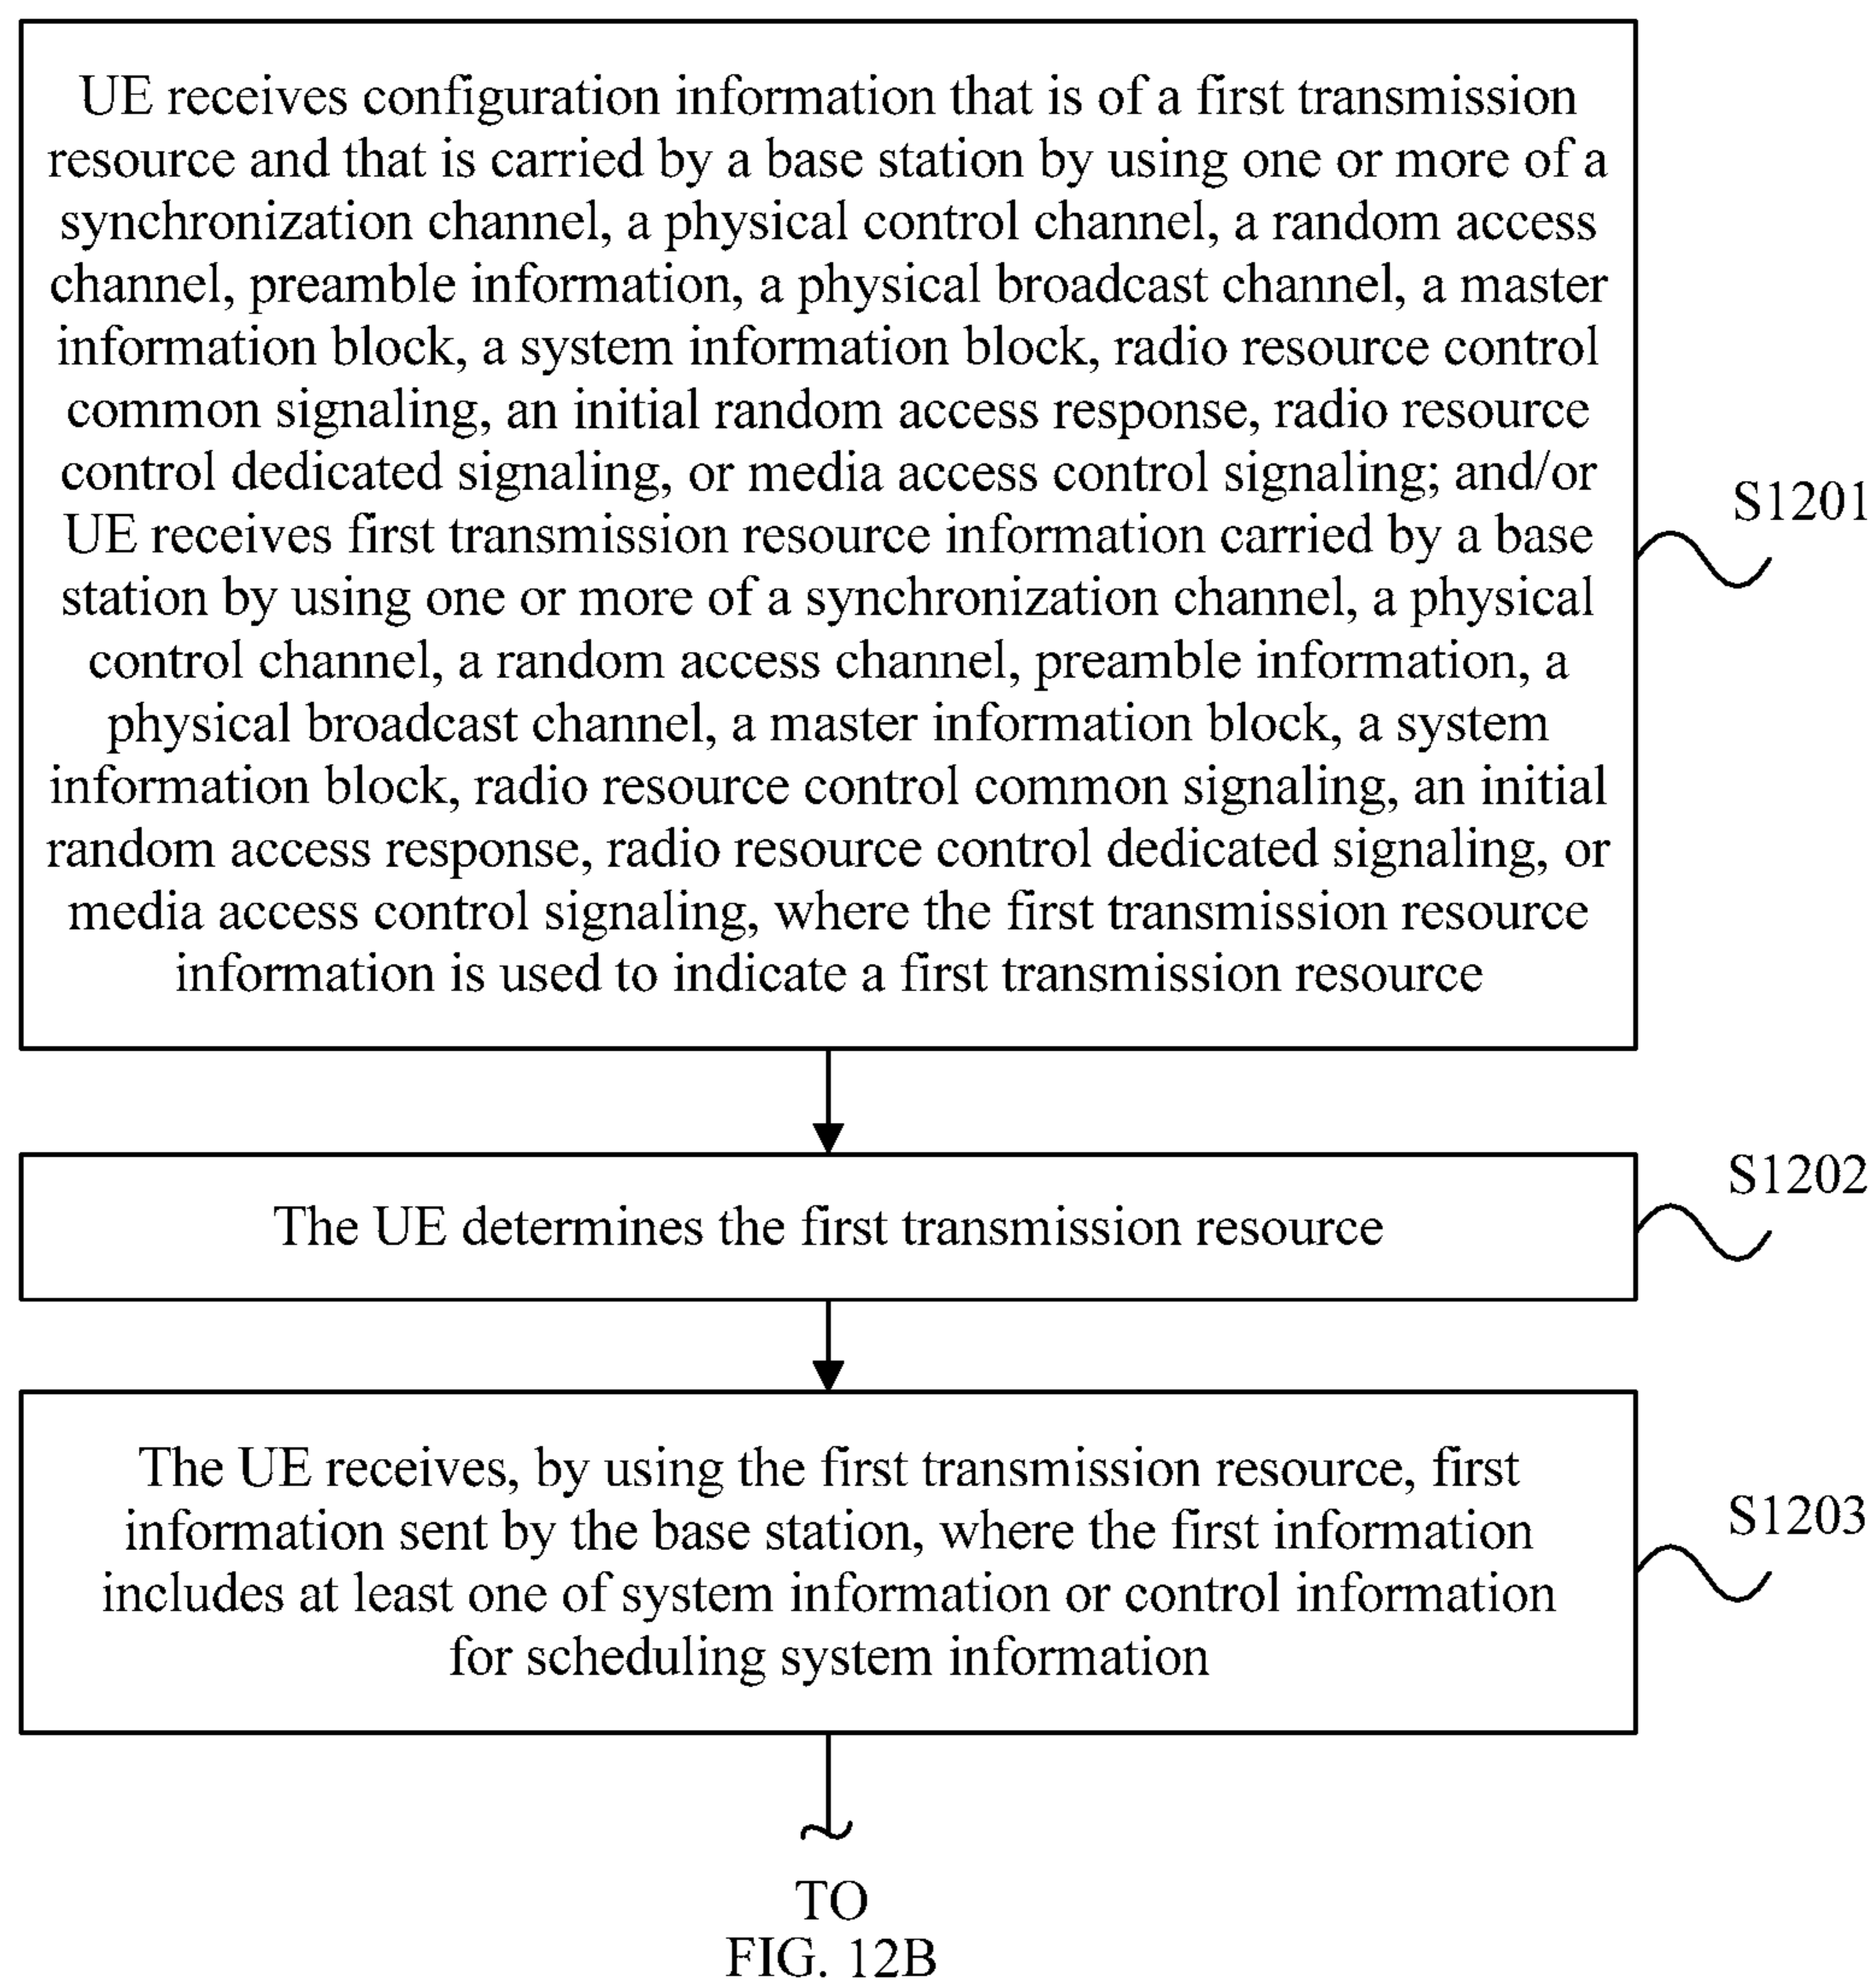 UE receives configuration information that is of a first transmission
resource and that is carried by a base station by using one or more of a
synchronization channel, a physical control channel, a random access
channel, preamble information, a physical broadcast channel, a master
information block, a system information block, radio resource control
common signaling, an initial random access response, radio resource
control dedicated signaling, or media access control signaling; and/or
UE receives first transmission resource information carried by a base
station by using one or more of a synchronization channel, a physical
control channel, a random access channel, preamble information, a
physical broadcast channel, a master information block, a system
information block, radio resource control common signaling, an initial
random access response, radio resource control dedicated signaling, or
media access control signaling, where the first transmission resource
information is used to indicate a first transmission resource
S1201
The UE determines the first transmission resource
S1202
The UE receives, by using the first transmission resource, first
information sent by the base station, where the first information
includes at least one of system information or control information
for scheduling system information
S1203
TO
FIG. 12B